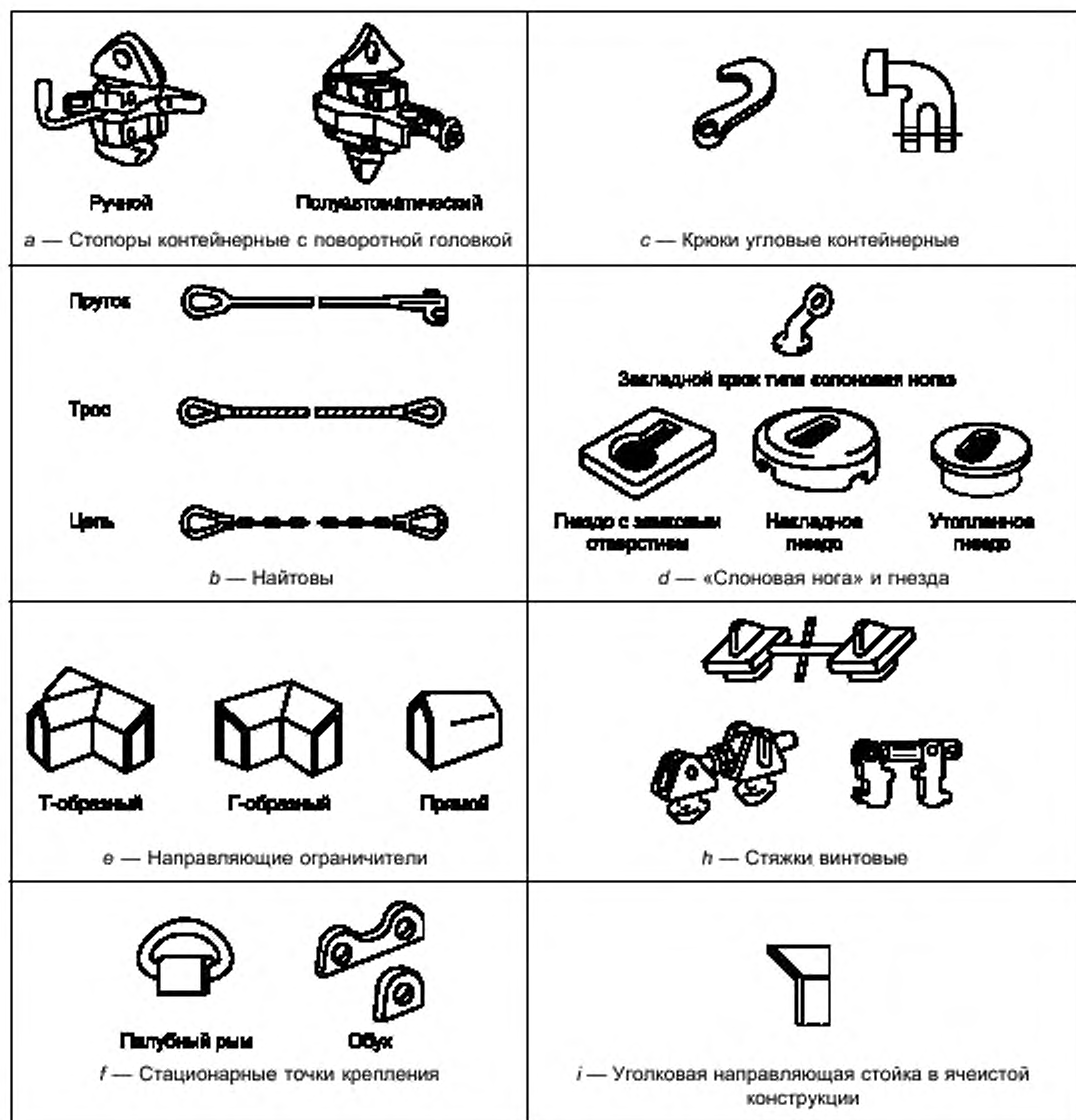 Ручной
Полуавтоматический
a — Стопоры контейнерные с поворотной головкой
c — Крюки угловые контейнерные
Пруток
Трос
Цепь
b — Найтовы
Закладной крюк типа «слоновая нога»
Гнездо с замковым
отверстием
Накладное
гнездо
Утопленное
гнездо
d — «Слоновая нога» и гнезда
Т-образный
Г-образный
Прямой
e — Направляющие ограничители
h — Стяжки винтовые
Палубный рым
Обух
f — Стационарные точки крепления
i — Уголковая направляющая стойка в ячеистой
конструкции